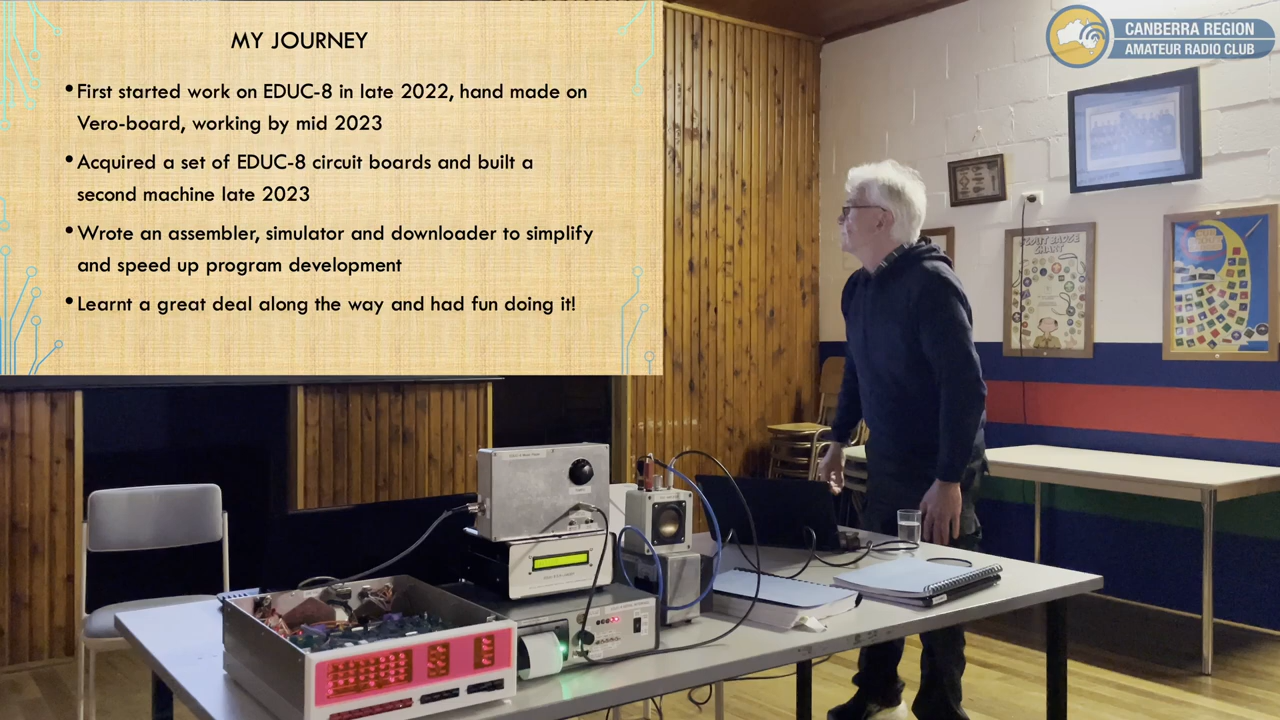 MY JOURNEY
•First started work on EDUC-8 in late 2022, hand made on
Vero-board, working by mid 2023
•Acquired a set of EDUC-8 circuit boards and built a
second machine late 2023
•Wrote an assembler, simulator and downloader to simplify
and speed up program development
•Learnt a great deal along the way and had fun doing it!
CANBERRA REGION
AMATEUR RADIO CLUB
SCOUT BADGE
CHART